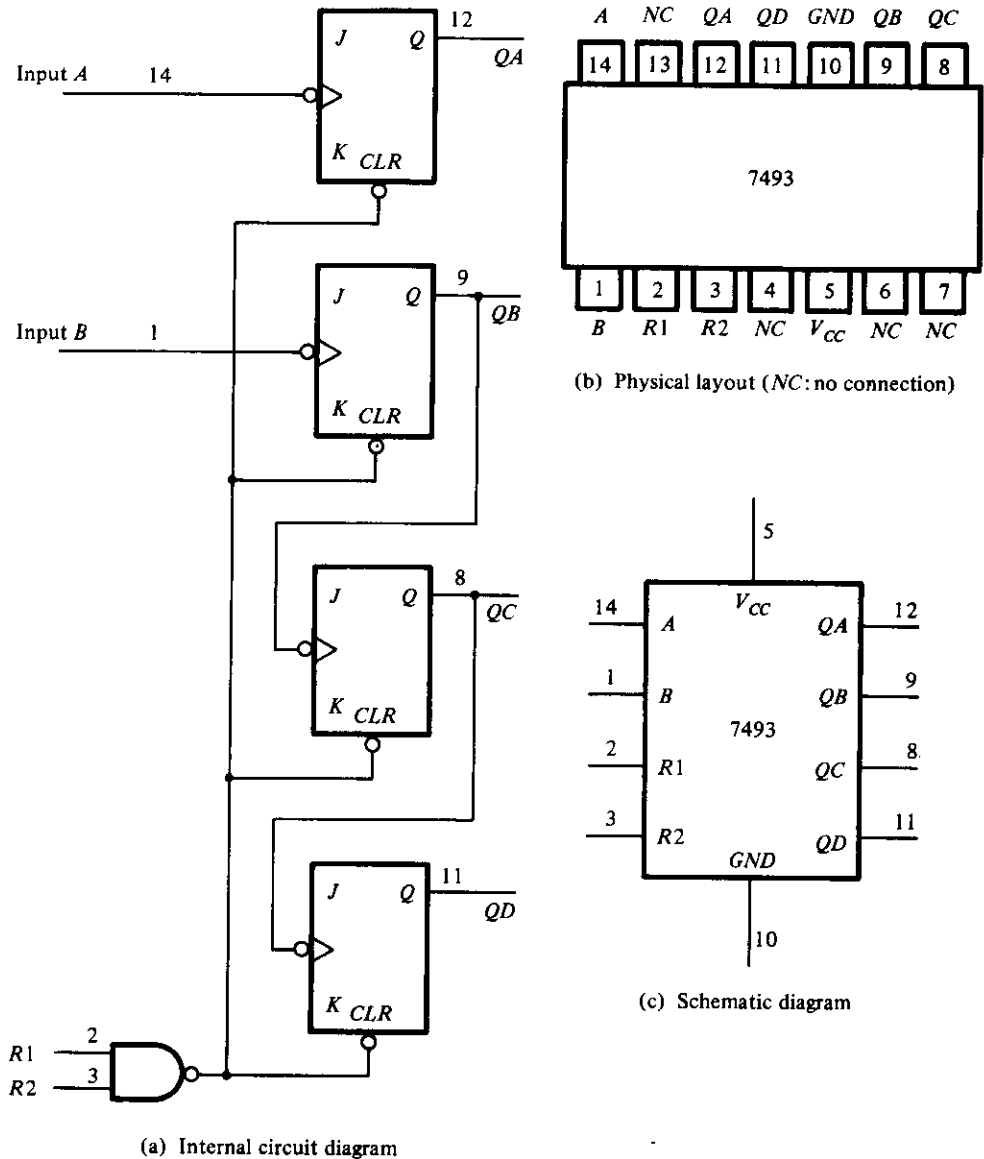 J Q 12
QA
Input A 14
K CLR
J Q 9
QB
Input B 1
K CLR
J Q 8
QC
K CLR
J Q 11
QD
K CLR
R1 2
R2 3
(a) Internal circuit diagram
A NC QA QD GND QB QC
14 13 12 11 10 9 8
7493
1 2 3 4 5 6 7
B R1 R2 NC VCC NC NC
(b) Physical layout (NC: no connection)
5
VCC
14 A QA 12
1 B QB 9
7493
2 R1 QC 8
3 R2 QD 11
GND
10
(c) Schematic diagram